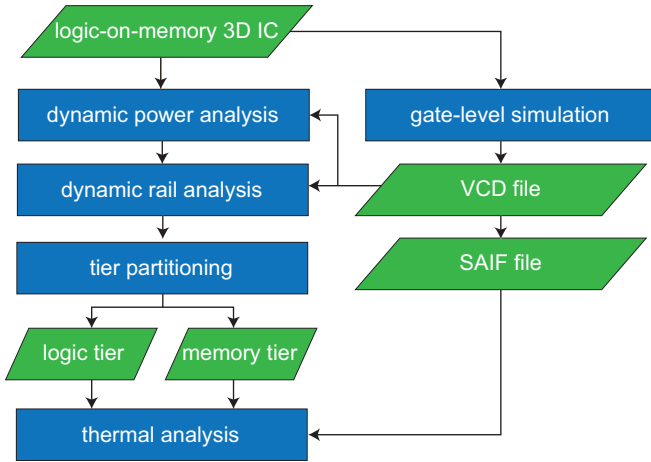 logic-on-memory 3D IC
dynamic power analysis
gate-level simulation
dynamic rail analysis
VCD file
tier partitioning
SAIF file
logic tier
memory tier
thermal analysis